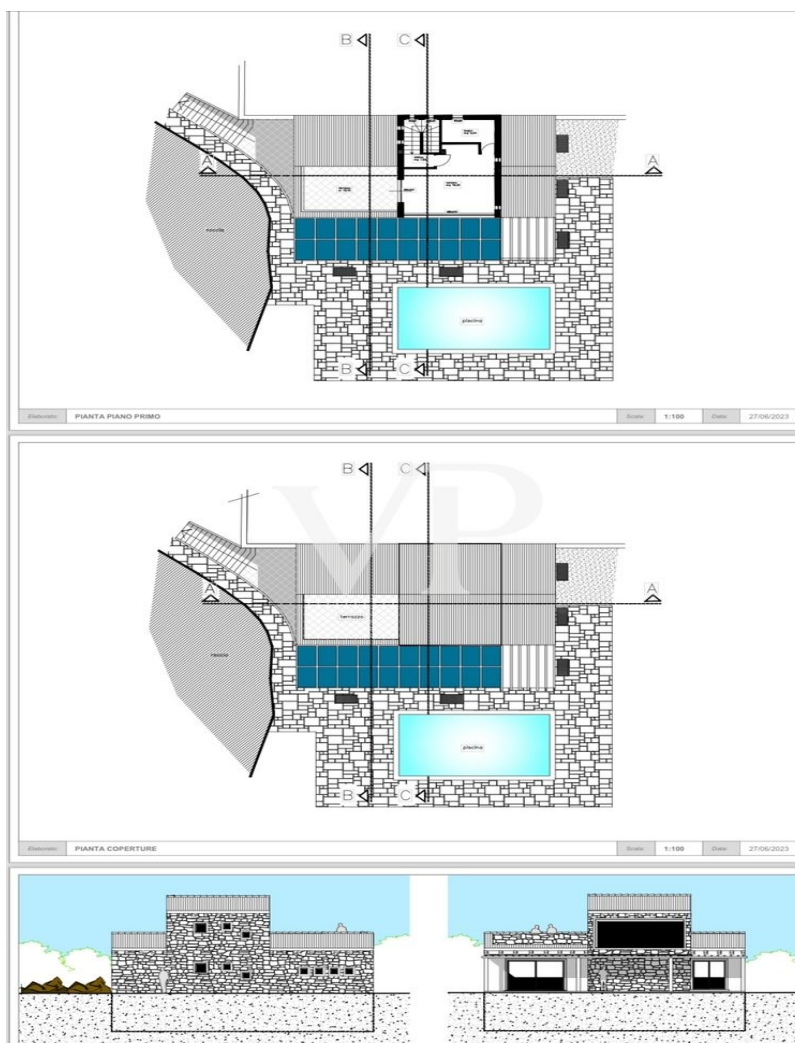 B C
A A
roccia
piscina
B C
Elaborato: PIANTA PIANO PRIMO Scala: 1:100 Data: 27/06/2023
B C
VP
A A
terrazzo
roccia
piscina
B C
Elaborato: PIANTA COPERTURE Scala: 1:100 Data: 27/06/2023